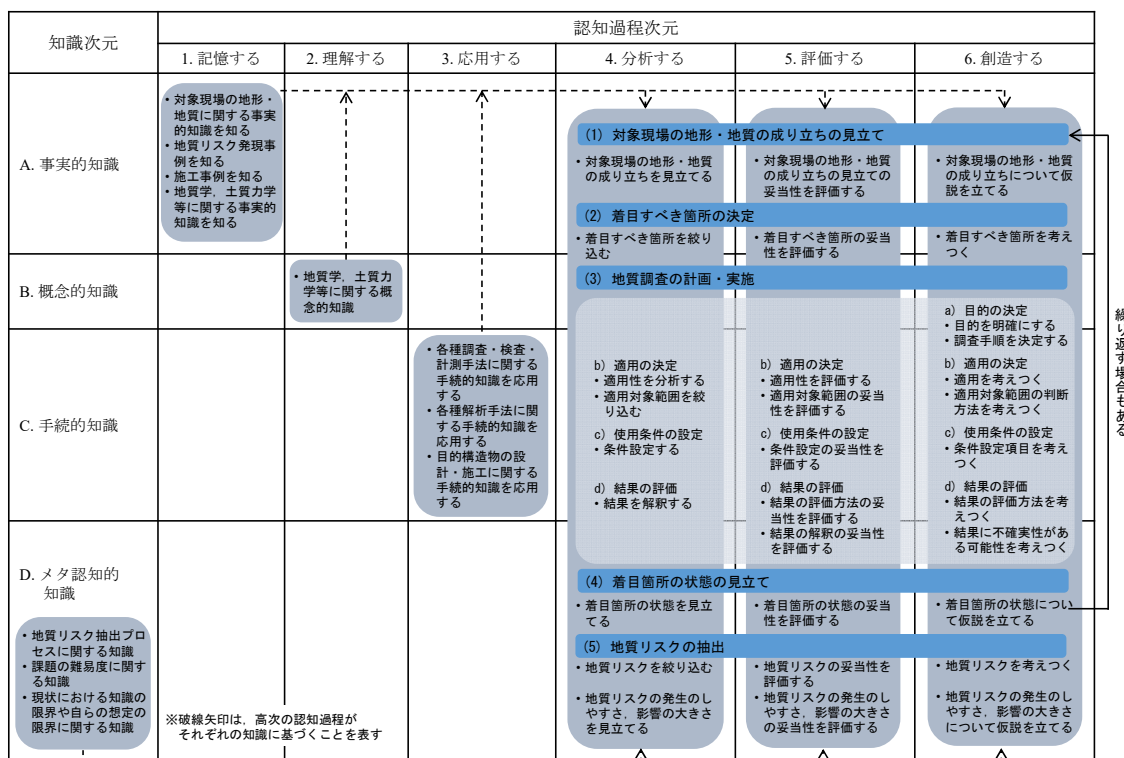 知識次元
認知過程次元
1. 記憶する
2. 理解する
3. 応用する
4. 分析する
5. 評価する
6. 創造する
A. 事実的知識
・対象現場の地形・
地質に関する事実
的知識を知る
・地質リスク発現事
例を知る
・施工事例を知る
・地質学，土質力学
等に関する事実的
知識を知る
(1) 対象現場の地形・地質の成り立ちの見立て
・対象現場の地形・地質
の成り立ちを見立てる
・対象現場の地形・地質
の成り立ちの見立ての
妥当性を評価する
・対象現場の地形・地質
の成り立ちについて仮
説を立てる
(2) 着目すべき箇所の決定
・着目すべき箇所を絞り
込む
・着目すべき箇所の妥当
性を評価する
・着目すべき箇所を考え
つく
B. 概念的知識
・地質学，土質力
学等に関する概
念的知識
(3) 地質調査の計画・実施
C. 手続的知識
・各種調査・検査・
計測手法に関する
手続的知識を応用
する
・各種解析手法に関
する手続的知識を
応用する
・目的構造物の設
計・施工に関する
手続的知識を応用
する
b) 適用の決定
・適用性を分析する
・適用対象範囲を絞
り込む
c) 使用条件の設定
・条件設定する
d) 結果の評価
・結果を解釈する
b) 適用の決定
・適用性を評価する
・適用対象範囲の妥当
性を評価する
c) 使用条件の設定
・条件設定の妥当性を
評価する
d) 結果の評価
・結果の評価方法の妥
当性を評価する
・結果の解釈の妥当性
を評価する
a) 目的の決定
・目的を明確にする
・調査手順を決定する
b) 適用の決定
・適用を考えつく
・適用対象範囲の判断
方法を考えつく
c) 使用条件の設定
・条件設定項目を考え
つく
d) 結果の評価
・結果の評価方法を考
えつく
・結果に不確実性があ
る可能性を考えつく
繰り返す場合もある
D. メタ認知的
知識
・地質リスク抽出プロ
セスに関する知識
・課題の難易度に関す
る知識
・現状における知識の
限界や自らの想定の
限界に関する知識
(4) 着目箇所の状態の見立て
・着目箇所の状態を見立
てる
・着目箇所の状態の妥当
性を評価する
・着目箇所の状態につい
て仮説を立てる
(5) 地質リスクの抽出
・地質リスクを絞り込む
・地質リスクの発生のし
やすさ，影響の大きさ
を見立てる
・地質リスクの妥当性を
評価する
・地質リスクの発生のし
やすさ，影響の大きさ
の妥当性を評価する
・地質リスクを考えつく
・地質リスクの発生のし
やすさ，影響の大きさ
について仮説を立てる
※破線矢印は，高次の認知過程が
それぞれの知識に基づくことを表す